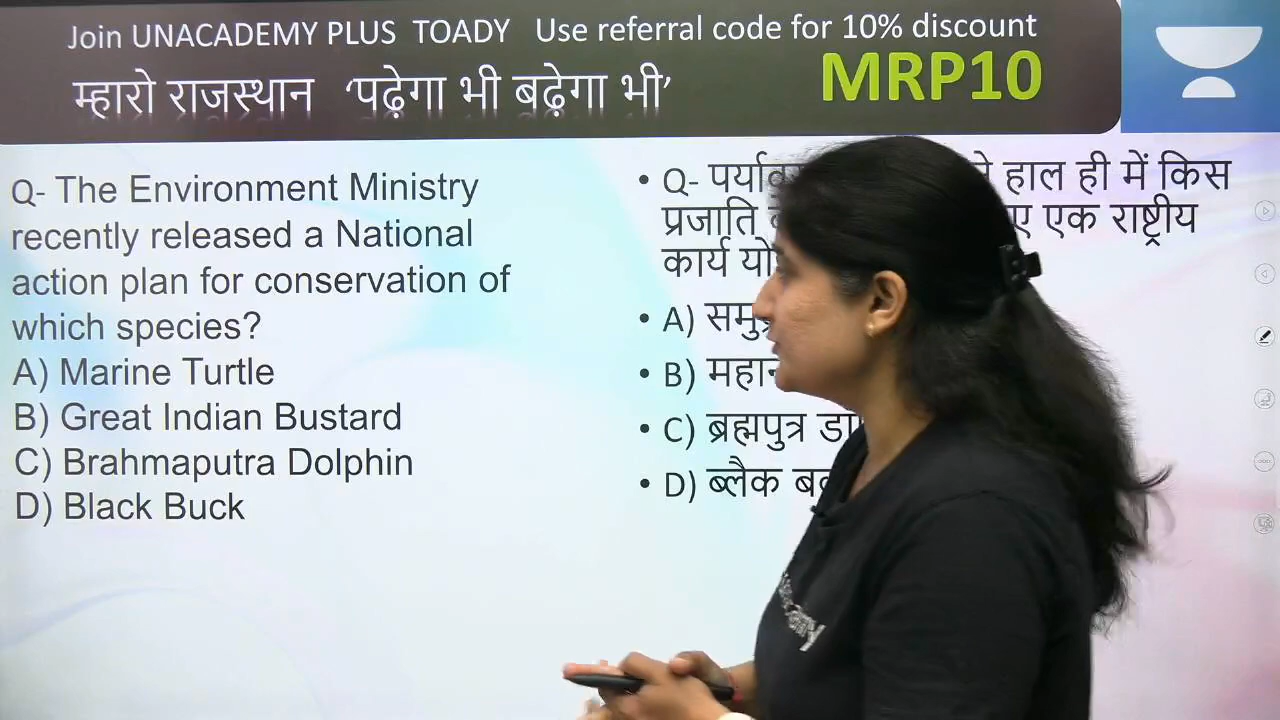 Join UNACADEMY PLUS TOADY Use referral code for 10% discount
म्हारो राजस्थान ‘पढ़ेगा भी बढ़ेगा भी’ MRP10
Q- The Environment Ministry
recently released a National
action plan for conservation of
which species?
A) Marine Turtle
B) Great Indian Bustard
C) Brahmaputra Dolphin
D) Black Buck
• Q- हाल ही में किस
प्रजाति एक राष्ट्रीय
कार्य
• A)
• B)
• C) ब्रह्मपुत्र
• D) ब्लैक